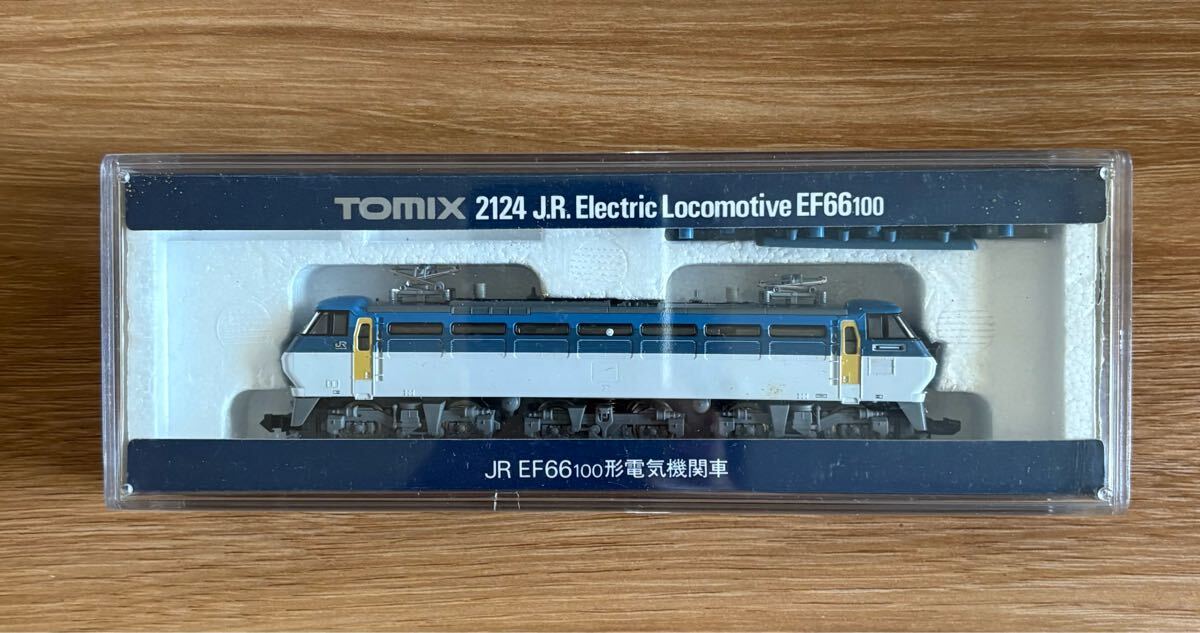 TOMIX 2124 J.R. Electric Locomotive EF66100
JR
JR EF66100形電気機関車